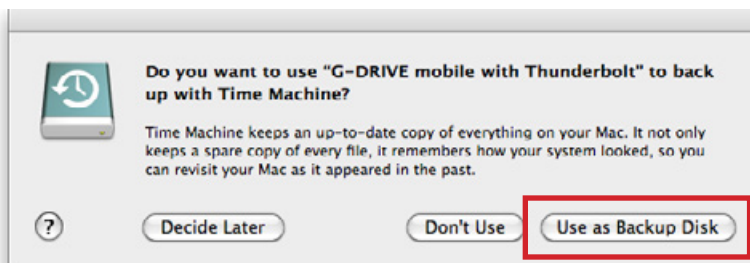 Do you want to use "G-DRIVE mobile with Thunderbolt" to back
up with Time Machine?
Time Machine keeps an up-to-date copy of everything on your Mac. It not only
keeps a spare copy of every file, it remembers how your system looked, so you
can revisit your Mac as it appeared in the past.
? Decide Later Don't Use Use as Backup Disk